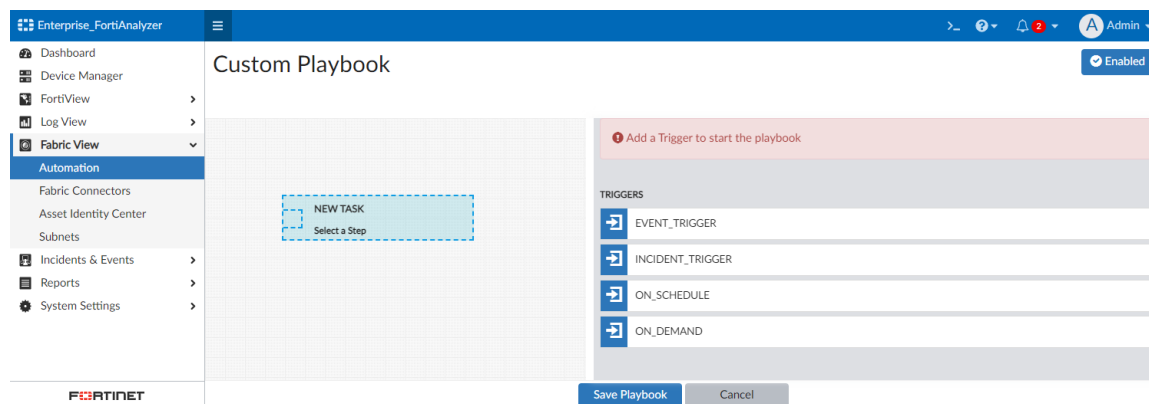 Enterprise_FortiAnalyzer
>_
2
A Admin
Dashboard
Device Manager
FortiView
Log View
Fabric View
Automation
Fabric Connectors
Asset Identity Center
Subnets
Incidents & Events
Reports
System Settings
FORTINET
Custom Playbook
Enabled
NEW TASK
Select a Step
Add a Trigger to start the playbook
TRIGGERS
EVENT_TRIGGER
INCIDENT_TRIGGER
ON_SCHEDULE
ON_DEMAND
Save Playbook Cancel